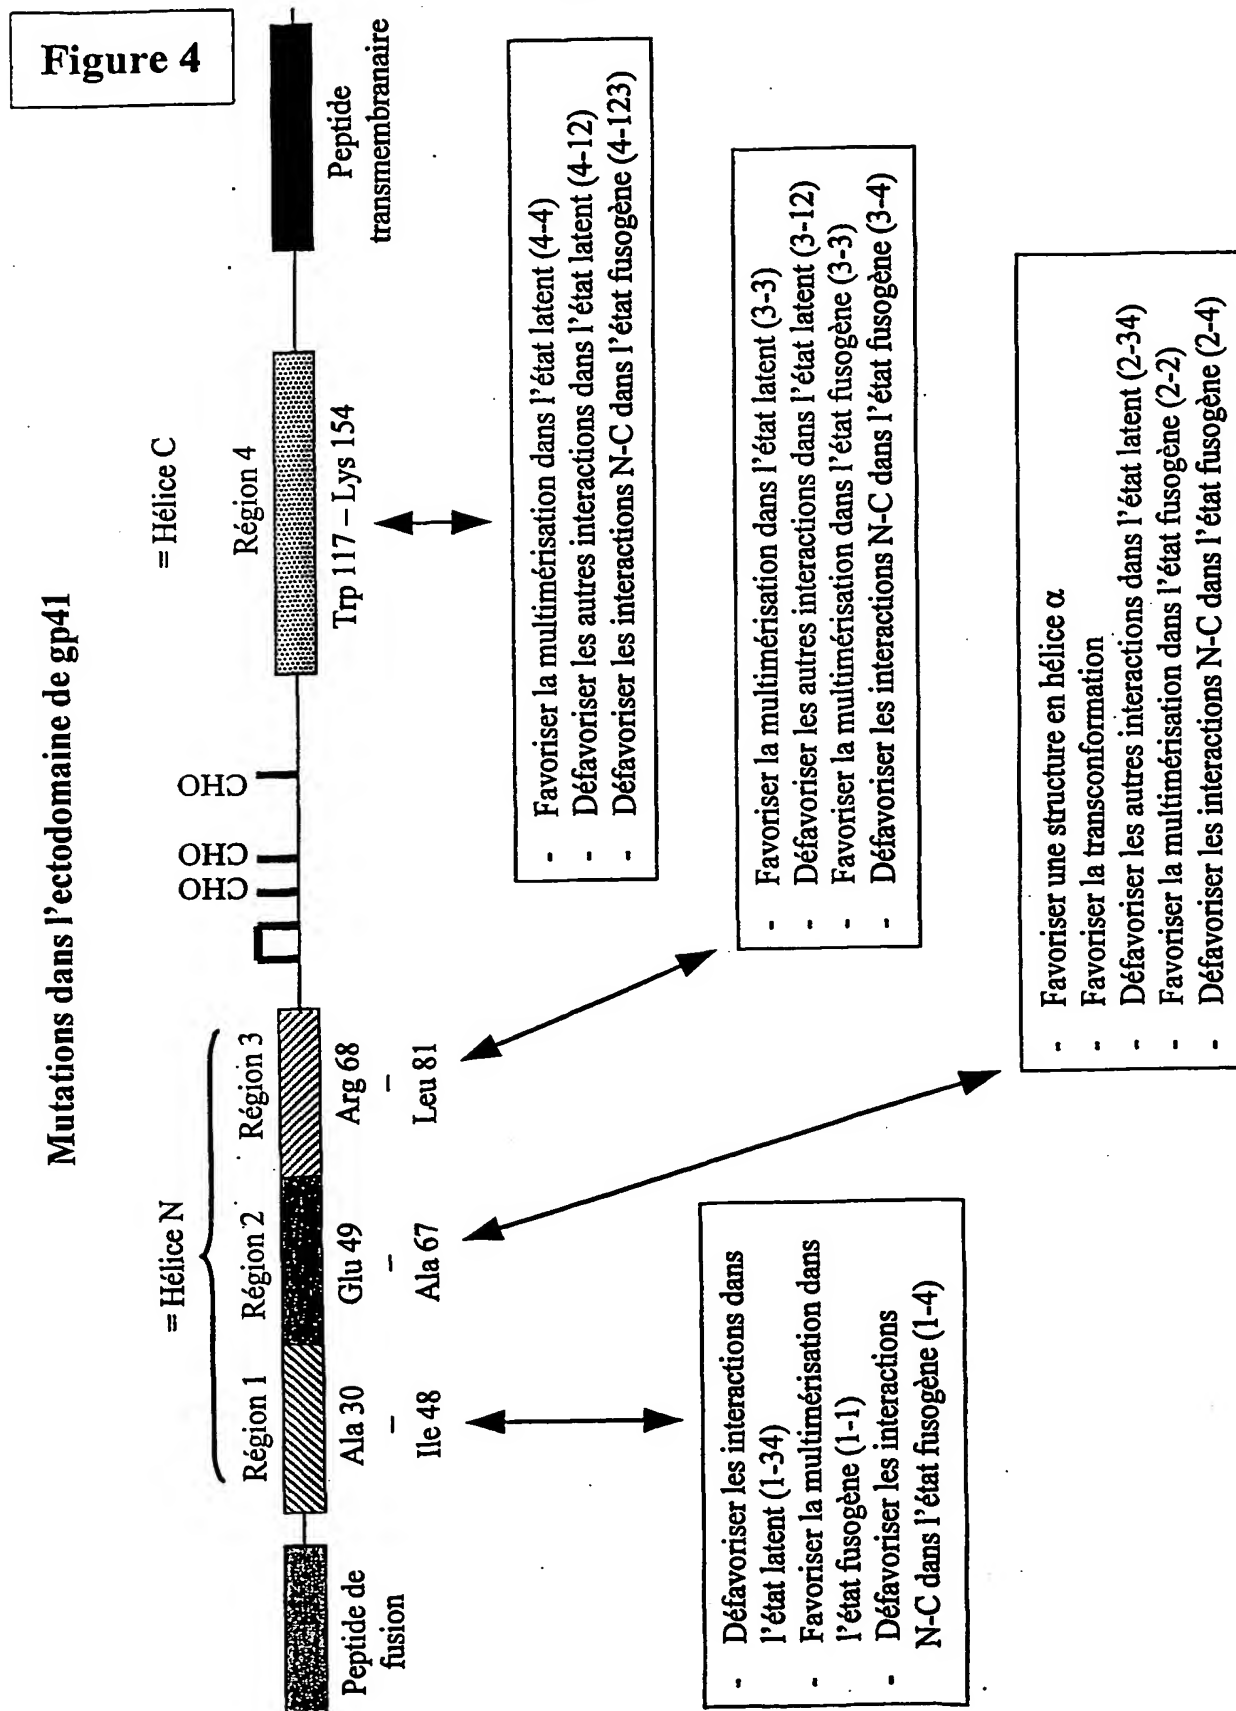 Figure 4
Mutations dans l'ectodomaine de gp41
= Hélice N
= Hélice C
Région 1
Région 2
Région 3
CHO
CHO
CHO
Région 4
Peptide de
fusion
Ala 30
–
Ile 48
Glu 49
–
Ala 67
Arg 68
–
Leu 81
Trp 117 – Lys 154
Peptide
transmembranaire
- Favoriser la multimérisation dans l'état latent (4-4)
- Défavoriser les autres interactions dans l'état latent (4-12)
- Défavoriser les interactions N-C dans l'état fusogène (4-123)
- Favoriser la multimérisation dans l'état latent (3-3)
- Défavoriser les autres interactions dans l'état latent (3-12)
- Favoriser la multimérisation dans l'état fusogène (3-3)
- Défavoriser les interactions N-C dans l'état fusogène (3-4)
- Défavoriser les interactions dans
l'état latent (1-34)
- Favoriser la multimérisation dans
l'état fusogène (1-1)
- Défavoriser les interactions
N-C dans l'état fusogène (1-4)
- Favoriser une structure en hélice α
- Favoriser la transconformation
- Défavoriser les autres interactions dans l'état latent (2-34)
- Favoriser la multimérisation dans l'état fusogène (2-2)
- Défavoriser les interactions N-C dans l'état fusogène (2-4)